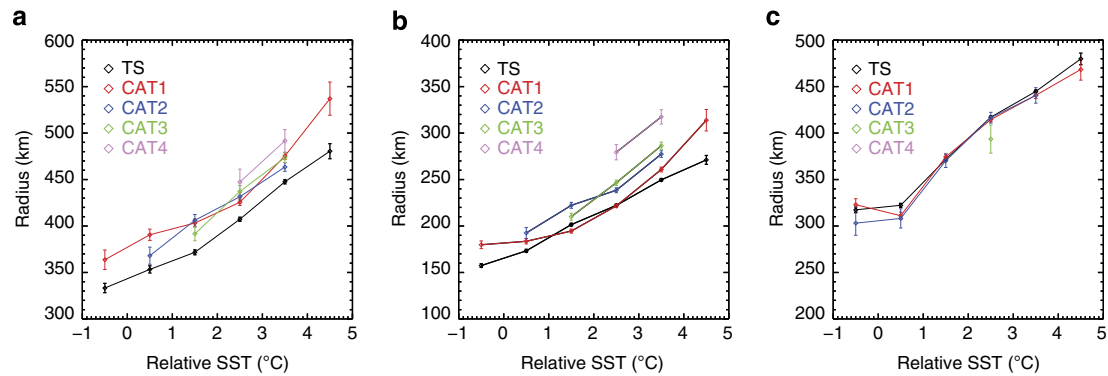 a
600
550
500
450
400
350
300
Radius (km)
TS
CAT1
CAT2
CAT3
CAT4
−1 0 1 2 3 4 5
Relative SST (°C)
b
400
350
300
250
200
150
100
Radius (km)
TS
CAT1
CAT2
CAT3
CAT4
−1 0 1 2 3 4 5
Relative SST (°C)
c
500
450
400
350
300
250
200
Radius (km)
TS
CAT1
CAT2
CAT3
CAT4
−1 0 1 2 3 4 5
Relative SST (°C)